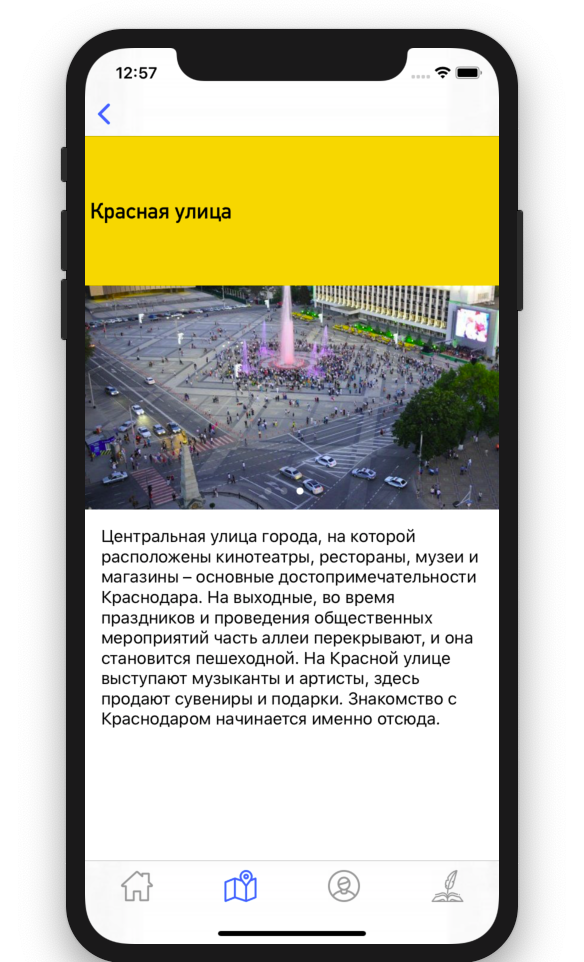 12:57
Красная улица
Центральная улица города, на которой
расположены кинотеатры, рестораны, музеи и
магазины – основные достопримечательности
Краснодара. На выходные, во время
праздников и проведения общественных
мероприятий часть аллеи перекрывают, и она
становится пешеходной. На Красной улице
выступают музыканты и артисты, здесь
продают сувениры и подарки. Знакомство с
Краснодаром начинается именно отсюда.